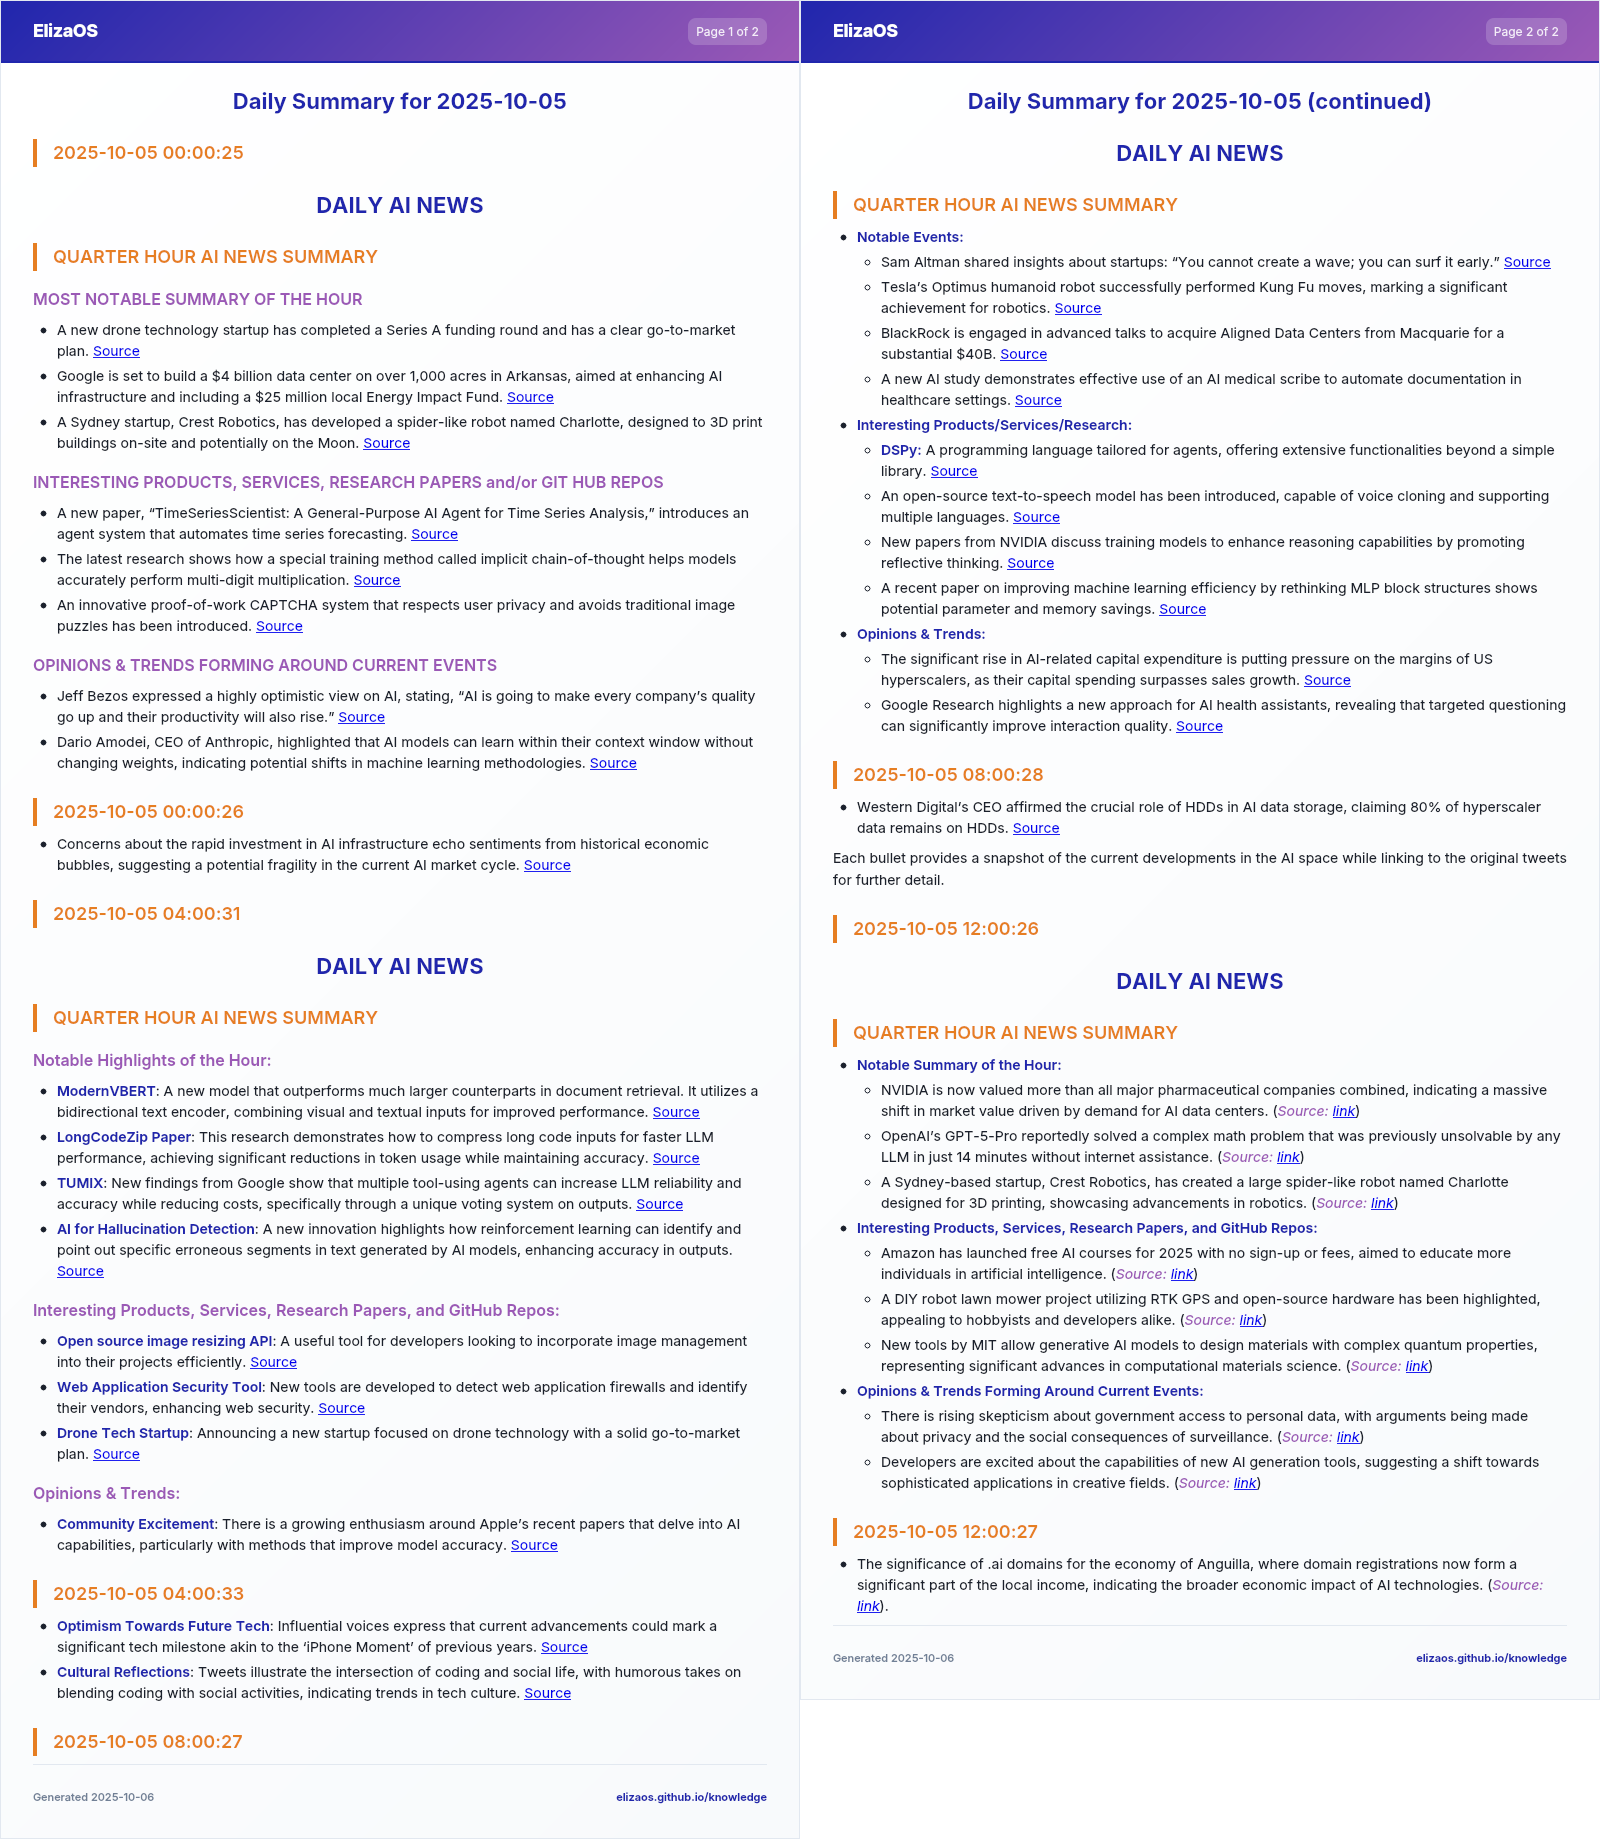 ElizaOS
Page 1 of 2
Daily Summary for 2025-10-05
2025-10-05 00:00:25
DAILY AI NEWS
QUARTER HOUR AI NEWS SUMMARY
MOST NOTABLE SUMMARY OF THE HOUR
A new drone technology startup has completed a Series A funding round and has a clear go-to-market
plan. Source
Google is set to build a $4 billion data center on over 1,000 acres in Arkansas, aimed at enhancing AI
infrastructure and including a $25 million local Energy Impact Fund. Source
A Sydney startup, Crest Robotics, has developed a spider-like robot named Charlotte, designed to 3D print
buildings on-site and potentially on the Moon. Source
INTERESTING PRODUCTS, SERVICES, RESEARCH PAPERS and/or GIT HUB REPOS
A new paper, “TimeSeriesScientist: A General-Purpose AI Agent for Time Series Analysis,” introduces an
agent system that automates time series forecasting. Source
The latest research shows how a special training method called implicit chain-of-thought helps models
accurately perform multi-digit multiplication. Source
An innovative proof-of-work CAPTCHA system that respects user privacy and avoids traditional image
puzzles has been introduced. Source
OPINIONS & TRENDS FORMING AROUND CURRENT EVENTS
Jeff Bezos expressed a highly optimistic view on AI, stating, “AI is going to make every company’s quality
go up and their productivity will also rise.” Source
Dario Amodei, CEO of Anthropic, highlighted that AI models can learn within their context window without
changing weights, indicating potential shifts in machine learning methodologies. Source
2025-10-05 00:00:26
Concerns about the rapid investment in AI infrastructure echo sentiments from historical economic
bubbles, suggesting a potential fragility in the current AI market cycle. Source
2025-10-05 04:00:31
DAILY AI NEWS
QUARTER HOUR AI NEWS SUMMARY
Notable Highlights of the Hour:
ModernVBERT: A new model that outperforms much larger counterparts in document retrieval. It utilizes a
bidirectional text encoder, combining visual and textual inputs for improved performance. Source
LongCodeZip Paper: This research demonstrates how to compress long code inputs for faster LLM
performance, achieving significant reductions in token usage while maintaining accuracy. Source
TUMIX: New findings from Google show that multiple tool-using agents can increase LLM reliability and
accuracy while reducing costs, specifically through a unique voting system on outputs. Source
AI for Hallucination Detection: A new innovation highlights how reinforcement learning can identify and
point out specific erroneous segments in text generated by AI models, enhancing accuracy in outputs.
Source
Interesting Products, Services, Research Papers, and GitHub Repos:
Open source image resizing API: A useful tool for developers looking to incorporate image management
into their projects efficiently. Source
Web Application Security Tool: New tools are developed to detect web application firewalls and identify
their vendors, enhancing web security. Source
Drone Tech Startup: Announcing a new startup focused on drone technology with a solid go-to-market
plan. Source
Opinions & Trends:
Community Excitement: There is a growing enthusiasm around Apple’s recent papers that delve into AI
capabilities, particularly with methods that improve model accuracy. Source
2025-10-05 04:00:33
Optimism Towards Future Tech: Influential voices express that current advancements could mark a
significant tech milestone akin to the ‘iPhone Moment’ of previous years. Source
Cultural Reflections: Tweets illustrate the intersection of coding and social life, with humorous takes on
blending coding with social activities, indicating trends in tech culture. Source
2025-10-05 08:00:27
Generated 2025-10-06
elizaos.github.io/knowledge
ElizaOS
Page 2 of 2
Daily Summary for 2025-10-05 (continued)
DAILY AI NEWS
QUARTER HOUR AI NEWS SUMMARY
Notable Events:
Sam Altman shared insights about startups: “You cannot create a wave; you can surf it early.” Source
Tesla’s Optimus humanoid robot successfully performed Kung Fu moves, marking a significant
achievement for robotics. Source
BlackRock is engaged in advanced talks to acquire Aligned Data Centers from Macquarie for a
substantial $40B. Source
A new AI study demonstrates effective use of an AI medical scribe to automate documentation in
healthcare settings. Source
Interesting Products/Services/Research:
DSPy: A programming language tailored for agents, offering extensive functionalities beyond a simple
library. Source
An open-source text-to-speech model has been introduced, capable of voice cloning and supporting
multiple languages. Source
New papers from NVIDIA discuss training models to enhance reasoning capabilities by promoting
reflective thinking. Source
A recent paper on improving machine learning efficiency by rethinking MLP block structures shows
potential parameter and memory savings. Source
Opinions & Trends:
The significant rise in AI-related capital expenditure is putting pressure on the margins of US
hyperscalers, as their capital spending surpasses sales growth. Source
Google Research highlights a new approach for AI health assistants, revealing that targeted questioning
can significantly improve interaction quality. Source
2025-10-05 08:00:28
Western Digital’s CEO affirmed the crucial role of HDDs in AI data storage, claiming 80% of hyperscaler
data remains on HDDs. Source
Each bullet provides a snapshot of the current developments in the AI space while linking to the original tweets
for further detail.
2025-10-05 12:00:26
DAILY AI NEWS
QUARTER HOUR AI NEWS SUMMARY
Notable Summary of the Hour:
NVIDIA is now valued more than all major pharmaceutical companies combined, indicating a massive
shift in market value driven by demand for AI data centers. (Source: link)
OpenAI’s GPT-5-Pro reportedly solved a complex math problem that was previously unsolvable by any
LLM in just 14 minutes without internet assistance. (Source: link)
A Sydney-based startup, Crest Robotics, has created a large spider-like robot named Charlotte
designed for 3D printing, showcasing advancements in robotics. (Source: link)
Interesting Products, Services, Research Papers, and GitHub Repos:
Amazon has launched free AI courses for 2025 with no sign-up or fees, aimed to educate more
individuals in artificial intelligence. (Source: link)
A DIY robot lawn mower project utilizing RTK GPS and open-source hardware has been highlighted,
appealing to hobbyists and developers alike. (Source: link)
New tools by MIT allow generative AI models to design materials with complex quantum properties,
representing significant advances in computational materials science. (Source: link)
Opinions & Trends Forming Around Current Events:
There is rising skepticism about government access to personal data, with arguments being made
about privacy and the social consequences of surveillance. (Source: link)
Developers are excited about the capabilities of new AI generation tools, suggesting a shift towards
sophisticated applications in creative fields. (Source: link)
2025-10-05 12:00:27
The significance of .ai domains for the economy of Anguilla, where domain registrations now form a
significant part of the local income, indicating the broader economic impact of AI technologies. (Source:
link).
Generated 2025-10-06
elizaos.github.io/knowledge